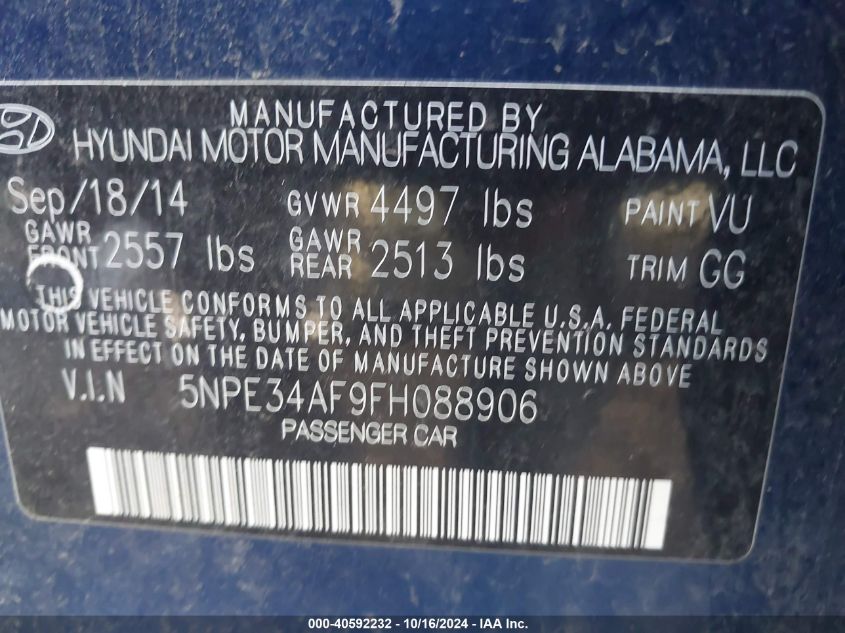 MANUFACTURED BY
HYUNDAI MOTOR MANUFACTURING ALABAMA, LLC
Sep/18/14 GVWR 4497 lbs PAINT VU
GAWR FRONT 2557 lbs GAWR REAR 2513 lbs TRIM GG
THIS VEHICLE CONFORMS TO ALL APPLICABLE U.S.A. FEDERAL
MOTOR VEHICLE SAFETY, BUMPER, AND THEFT PREVENTION STANDARDS
IN EFFECT ON THE DATE OF MANUFACTURE SHOWN ABOVE.
V.I.N 5NPE34AF9FH088906
PASSENGER CAR
000-40592232 - 10/16/2024 - IAA Inc.